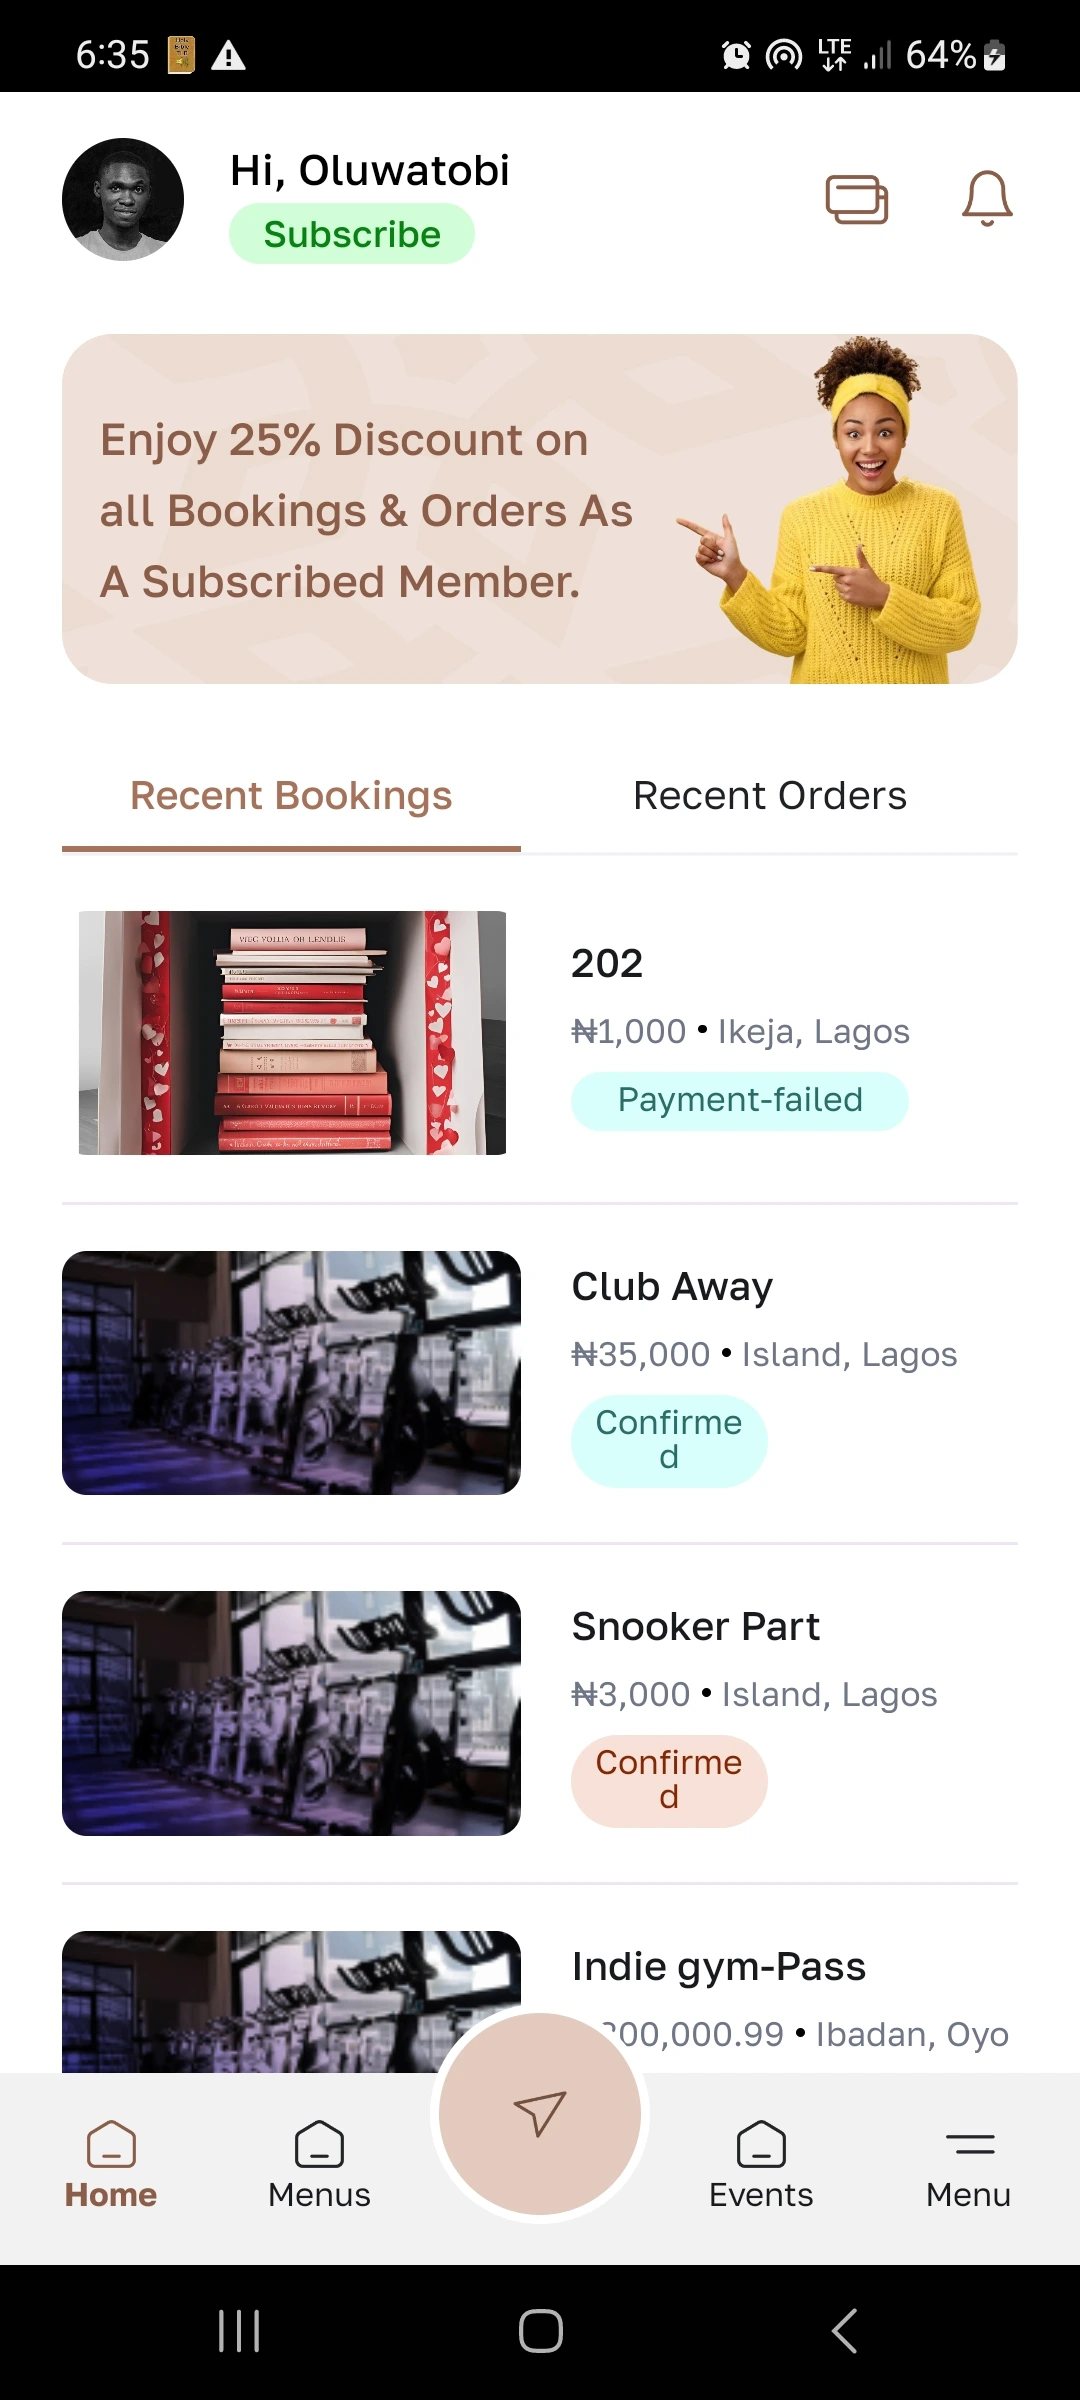 6:35
LTE
64%
Hi, Oluwatobi
Subscribe
Enjoy 25% Discount on
all Bookings & Orders As
A Subscribed Member.
Recent Bookings
Recent Orders
202
₦1,000 • Ikeja, Lagos
Payment-failed
Club Away
₦35,000 • Island, Lagos
Confirme
d
Snooker Part
₦3,000 • Island, Lagos
Confirme
d
Indie gym-Pass
00,000.99 • Ibadan, Oyo
Home
Menus
Events
Menu